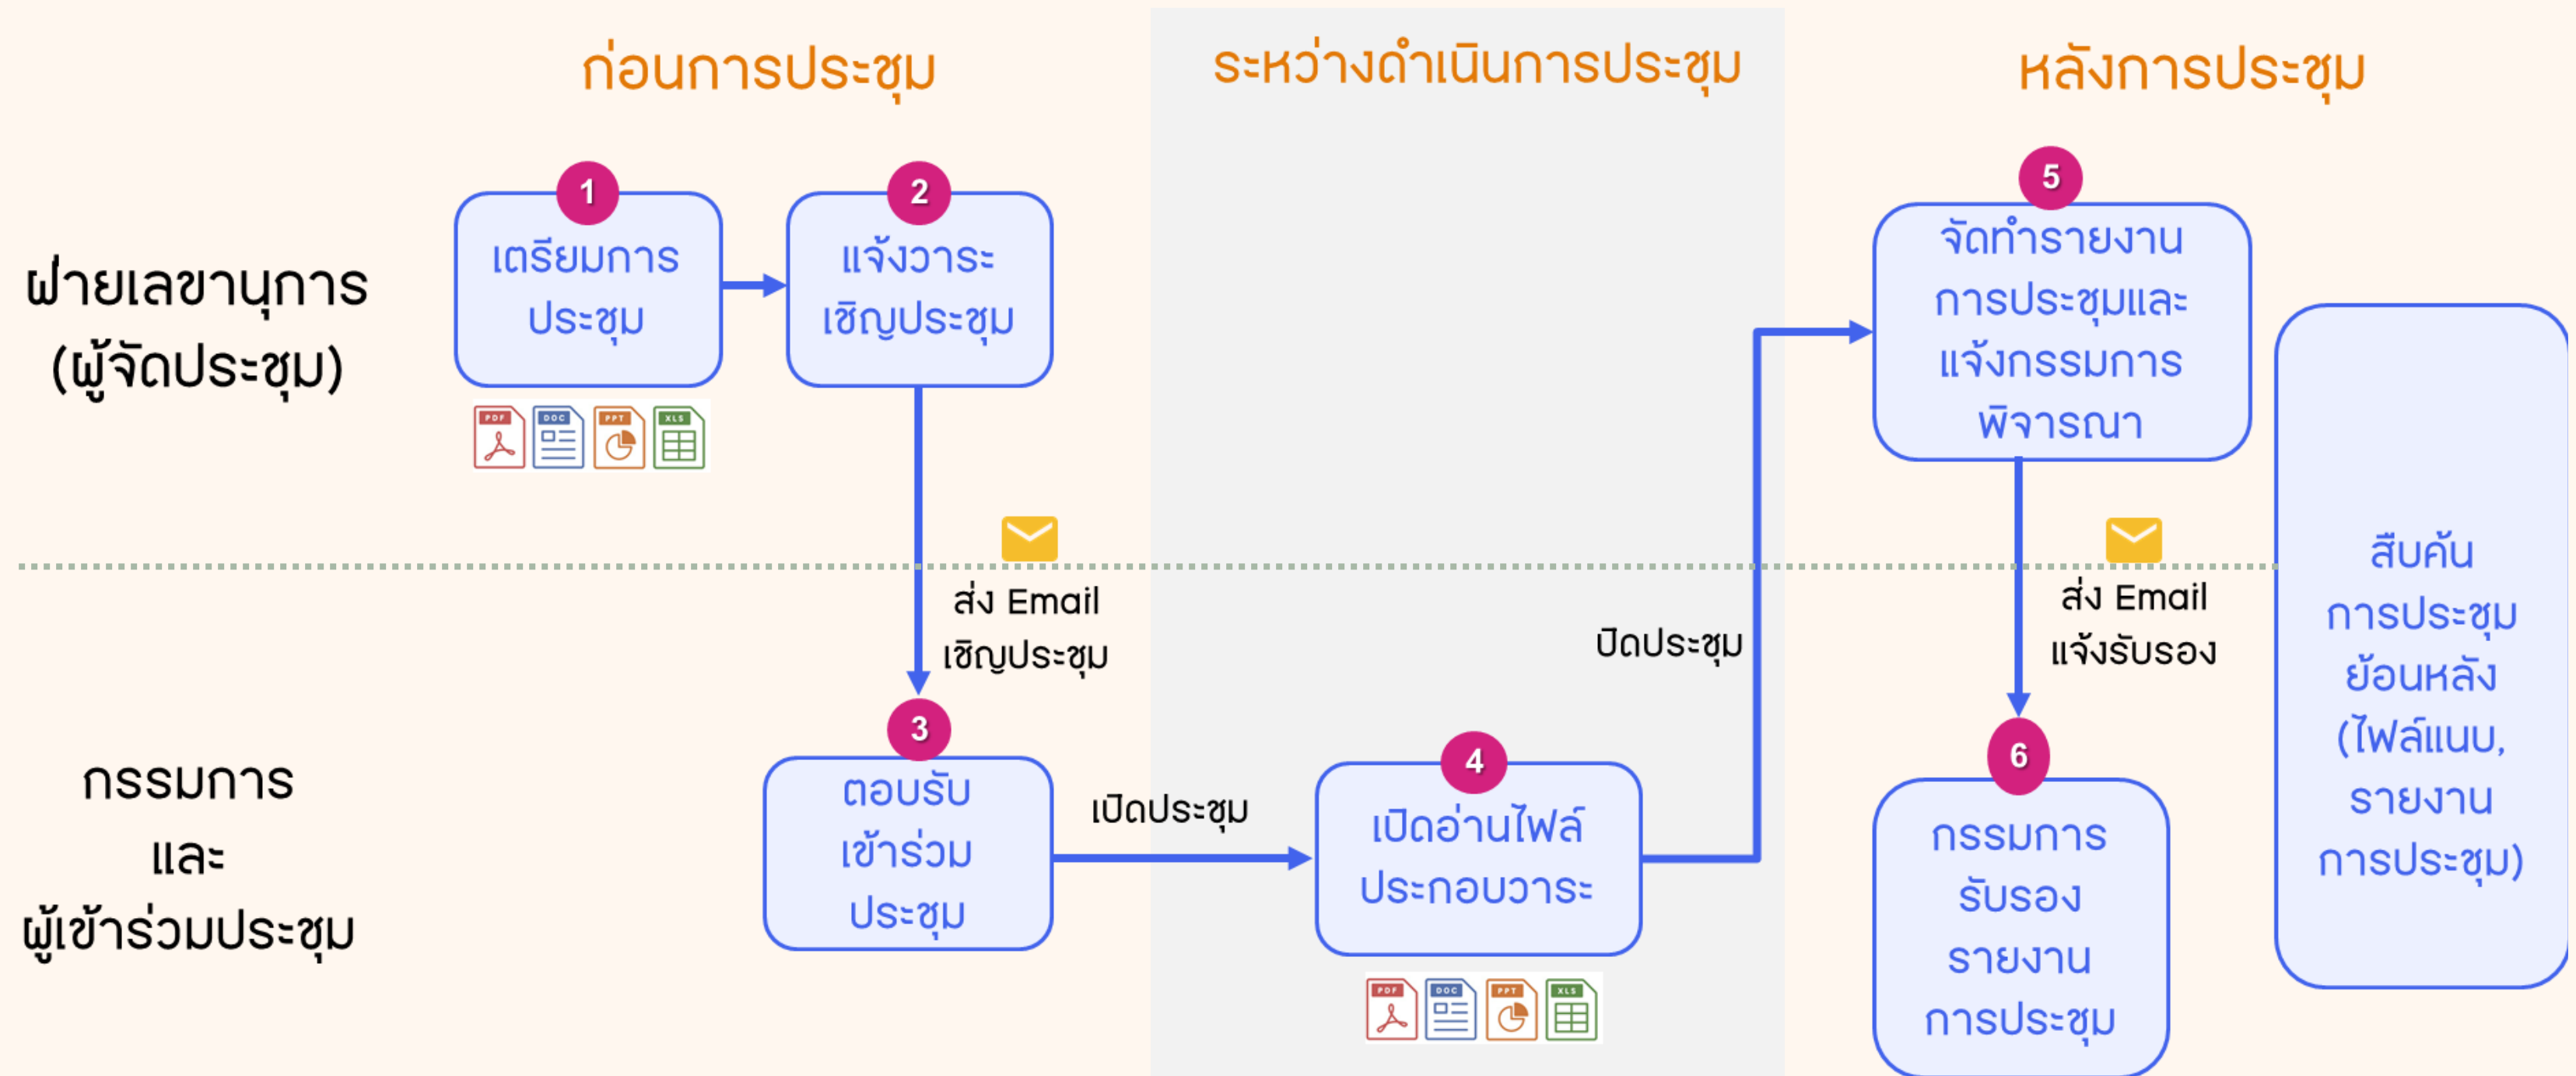 ก่อนการประชุม
ระหว่างดำเนินการประชุม
หลังการประชุม
ฝ่ายเลขานุการ
(ผู้จัดประชุม)
1
เตรียมการ
ประชุม
PDF
DOC
PPT
XLS
2
แจ้งวาระ
เชิญประชุม
ส่ง Email
เชิญประชุม
กรรมการ
และ
ผู้เข้าร่วมประชุม
3
ตอบรับ
เข้าร่วม
ประชุม
เปิดประชุม
4
เปิดอ่านไฟล์
ประกอบวาระ
PDF
DOC
PPT
XLS
ปิดประชุม
5
จัดทำรายงาน
การประชุมและ
แจ้งกรรมการ
พิจารณา
ส่ง Email
แจ้งรับรอง
6
กรรมการ
รับรอง
รายงาน
การประชุม
สืบค้น
การประชุม
ย้อนหลัง
(ไฟล์แนบ,
รายงาน
การประชุม)